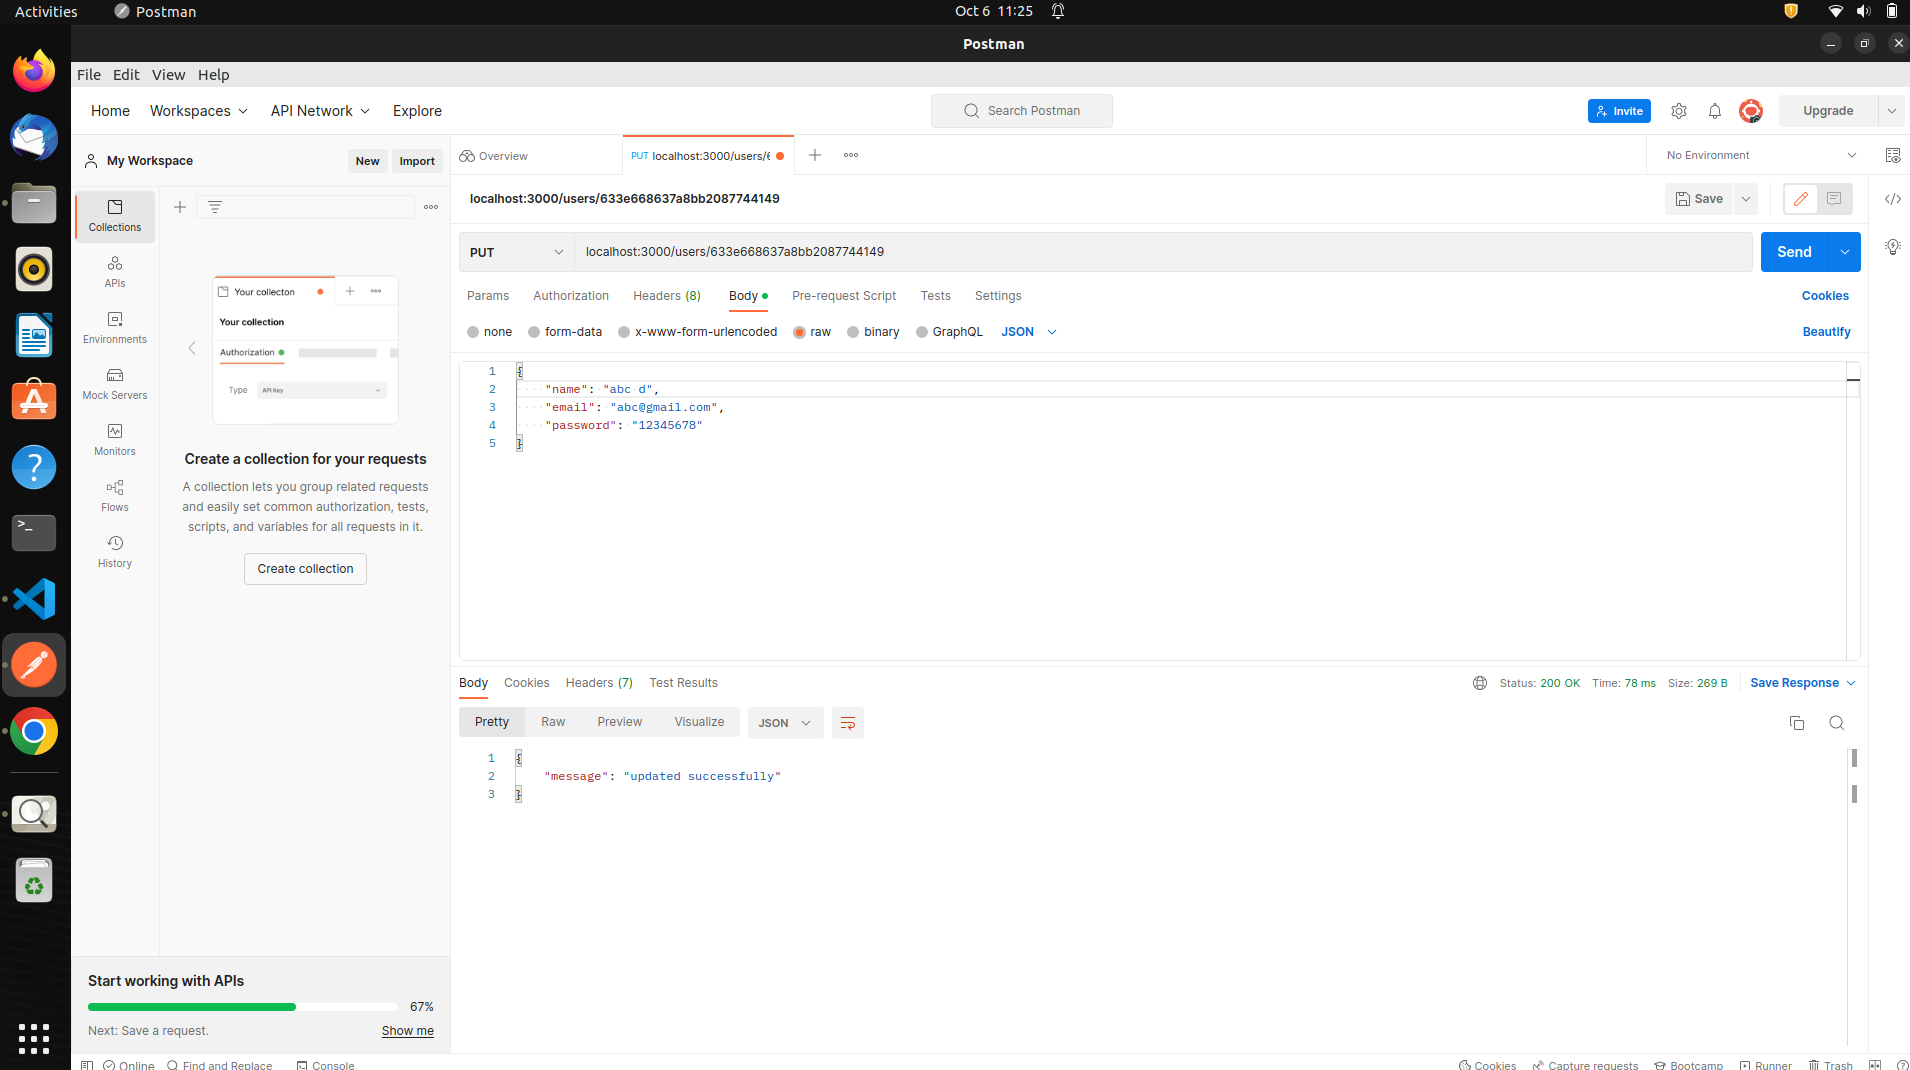 Activities Postman Oct 6 11:25
Postman
File Edit View Help
Home Workspaces API Network Explore Search Postman Invite Upgrade
My Workspace New Import
Overview PUT localhost:3000/users/6 No Environment
Collections
APIs
Environments
Mock Servers
Monitors
Flows
History
Your collecton
Your collection
Authorization
Type API Key
Create a collection for your requests
A collection lets you group related requests
and easily set common authorization, tests,
scripts, and variables for all requests in it.
Create collection
Start working with APIs
67%
Next: Save a request. Show me
localhost:3000/users/633e668637a8bb2087744149 Save
PUT localhost:3000/users/633e668637a8bb2087744149 Send
Params Authorization Headers (8) Body Pre-request Script Tests Settings Cookies
none form-data x-www-form-urlencoded raw binary GraphQL JSON Beautify
1 {
2 "name": "abc d",
3 "email": "abc@gmail.com",
4 "password": "12345678"
5 }
Body Cookies Headers (7) Test Results Status: 200 OK Time: 78 ms Size: 269 B Save Response
Pretty Raw Preview Visualize JSON
1 {
2 "message": "updated successfully"
3 }
Online Find and Replace Console Cookies Capture requests Bootcamp Runner Trash